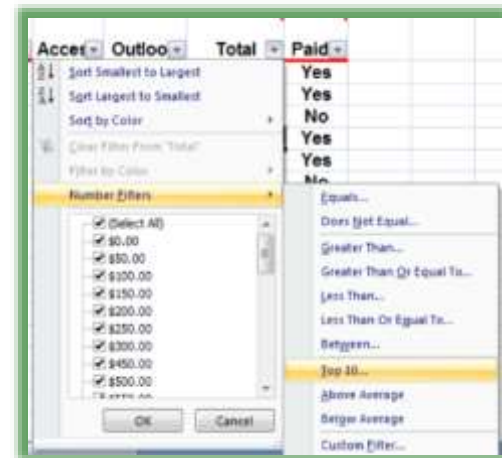 Acces Outloo Total Paid
Sort Smallest to Largest
Sort Largest to Smallest
Sort by Color
Clear Filter From "Total"
Filter by Color
Number Filters
(Select All)
$0.00
$50.00
$100.00
$150.00
$200.00
$250.00
$300.00
$450.00
$500.00
OK Cancel
Yes
Yes
No
Yes
Yes
No
Equals...
Does Not Equal...
Greater Than...
Greater Than Or Equal To...
Less Than...
Less Than Or Equal To...
Between...
Top 10...
Above Average
Below Average
Custom Filter...